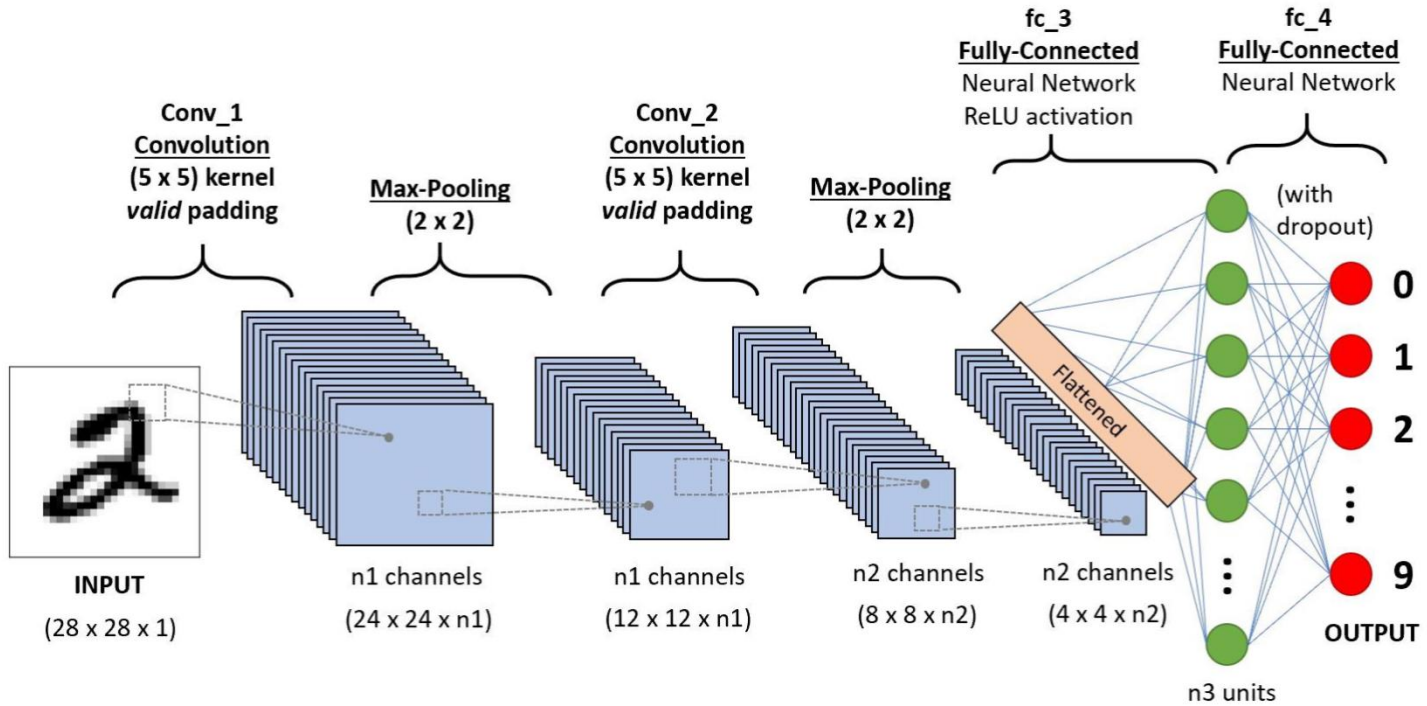 Conv_1
Convolution
(5 x 5) kernel
valid padding
Max-Pooling
(2 x 2)
Conv_2
Convolution
(5 x 5) kernel
valid padding
Max-Pooling
(2 x 2)
fc_3
Fully-Connected
Neural Network
ReLU activation
fc_4
Fully-Connected
Neural Network
(with
dropout)
2
Flattened
0
1
2
9
INPUT
(28 x 28 x 1)
n1 channels
(24 x 24 x n1)
n1 channels
(12 x 12 x n1)
n2 channels
(8 x 8 x n2)
n2 channels
(4 x 4 x n2)
n3 units
OUTPUT